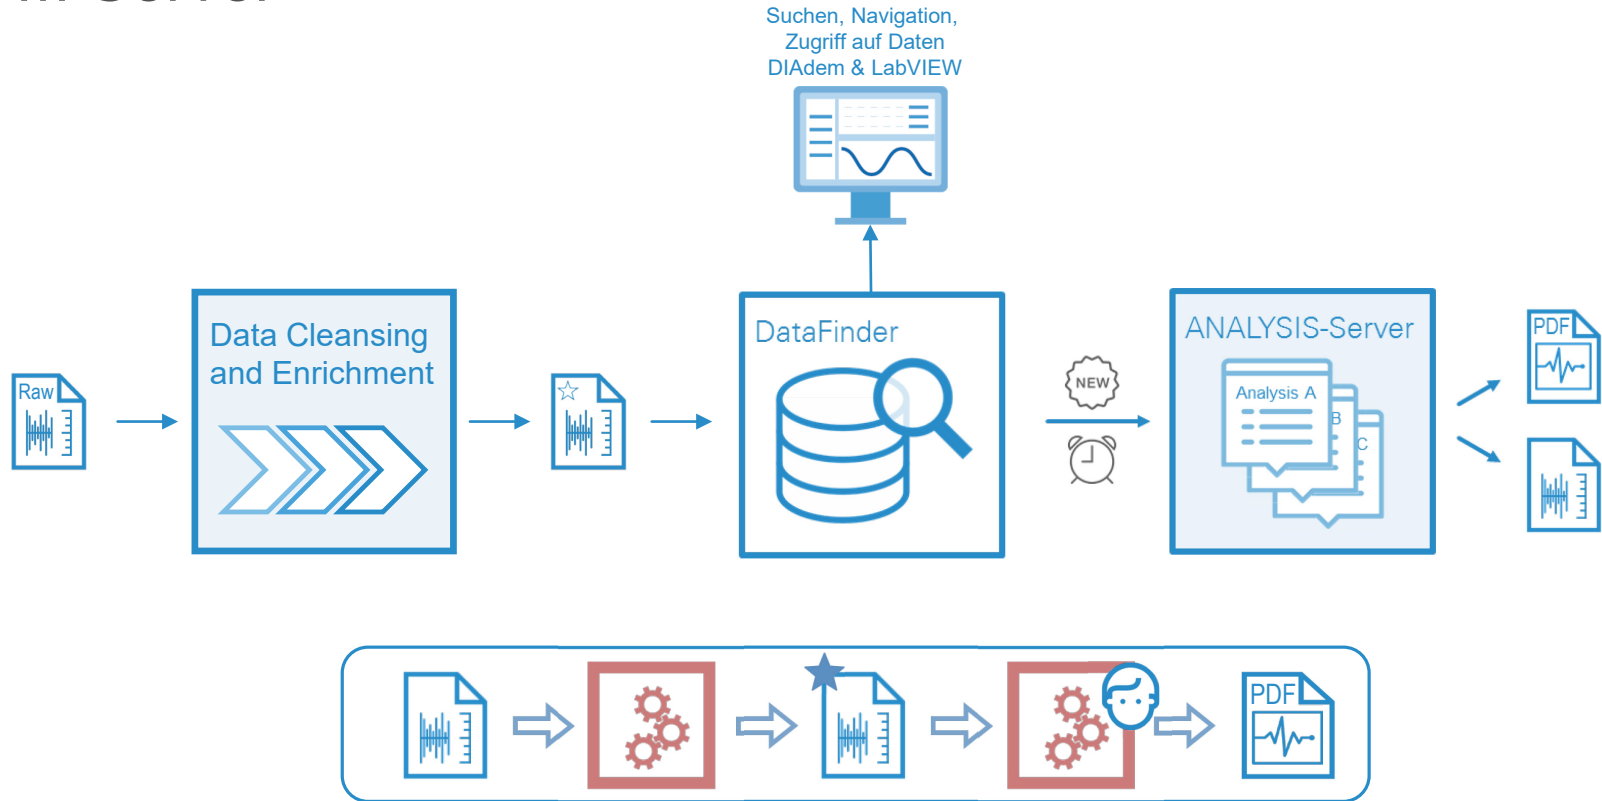 Suchen, Navigation,
Zugriff auf Daten
DIAdem & LabVIEW
Data Cleansing
and Enrichment
DataFinder
ANALYSIS-Server
Raw
NEW
Analysis A
B
C
PDF
PDF